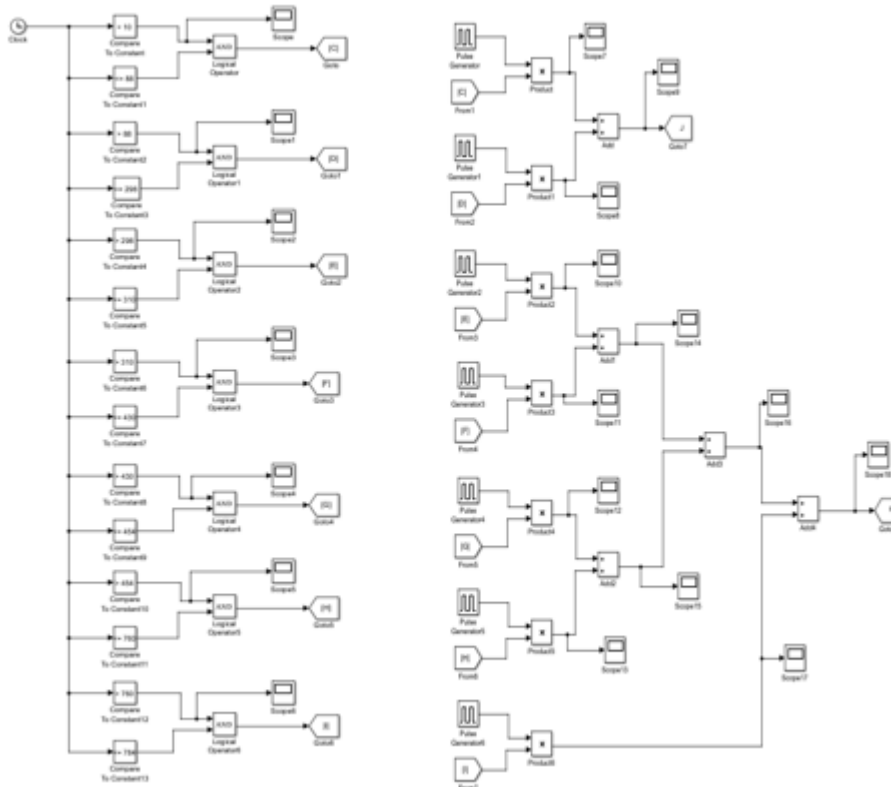 Clock
> 10
Compare
To Constant
<= 88
Compare
To Constant1
AND
Logical
Operator
Scope
[C]
Goto
> 88
Compare
To Constant2
<= 298
Compare
To Constant3
AND
Logical
Operator1
Scope1
[D]
Goto1
> 298
Compare
To Constant4
Compare
To Constant5
AND
Logical
Operator2
Scope2
[E]
Goto2
> 310
Compare
To Constant6
Compare
To Constant7
AND
Logical
Operator3
Scope3
[F]
Goto3
Compare
To Constant8
Compare
To Constant9
AND
Logical
Operator4
Scope4
[G]
Goto4
Compare
To Constant10
Compare
To Constant11
AND
Logical
Operator5
Scope5
[H]
Goto5
Compare
To Constant12
Compare
To Constant13
AND
Logical
Operator6
Scope6
Goto6
Pulse
Generator
[C]
From1
Product
Scope7
Pulse
Generator1
[D]
From2
Product1
Scope8
Add
Scope9
J
Goto7
Pulse
Generator2
[E]
From3
Product2
Scope10
Pulse
Generator3
[F]
From4
Product3
Scope11
Add1
Scope14
Pulse
Generator4
[G]
From5
Product4
Scope12
Pulse
Generator5
[H]
From6
Product5
Scope13
Add2
Scope15
Add3
Scope16
Pulse
Generator6
Product6
Scope17
Add4